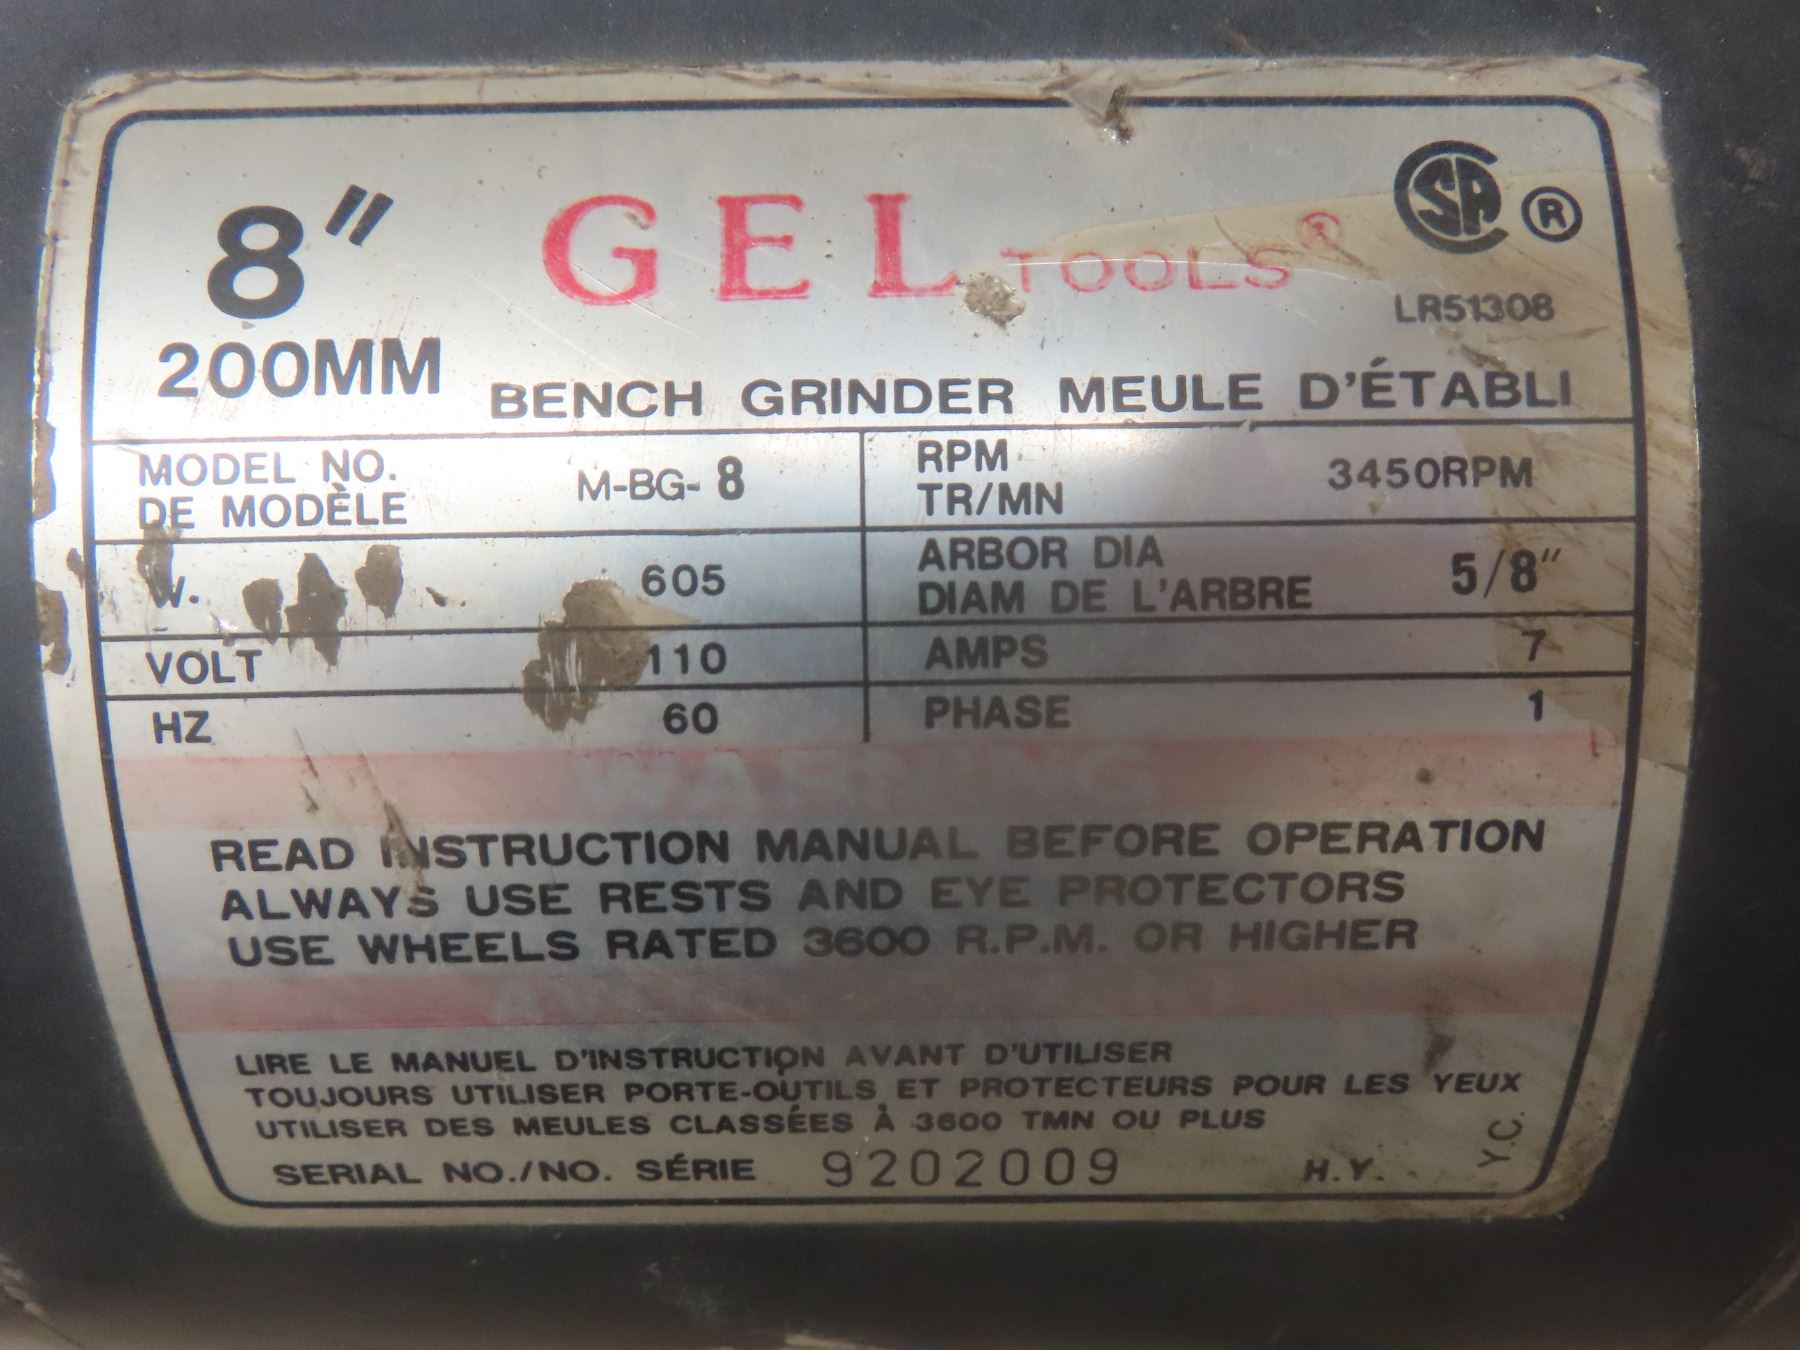 8"
200MM
GEL TOOLS®
CSA ®
LR51308
BENCH GRINDER MEULE D'ÉTABLI
MODEL NO.
DE MODÈLE
M-BG-8
RPM
TR/MN
3450RPM
W. 605
ARBOR DIA
DIAM DE L'ARBRE
5/8"
VOLT 110
AMPS 7
HZ 60
PHASE 1
WARNING
READ INSTRUCTION MANUAL BEFORE OPERATION
ALWAYS USE RESTS AND EYE PROTECTORS
USE WHEELS RATED 3600 R.P.M. OR HIGHER
LIRE LE MANUEL D'INSTRUCTION AVANT D'UTILISER
TOUJOURS UTILISER PORTE-OUTILS ET PROTECTEURS POUR LES YEUX
UTILISER DES MEULES CLASSÉES À 3600 TMN OU PLUS
SERIAL NO./NO. SÉRIE 9202009 H.Y.
Y.C.